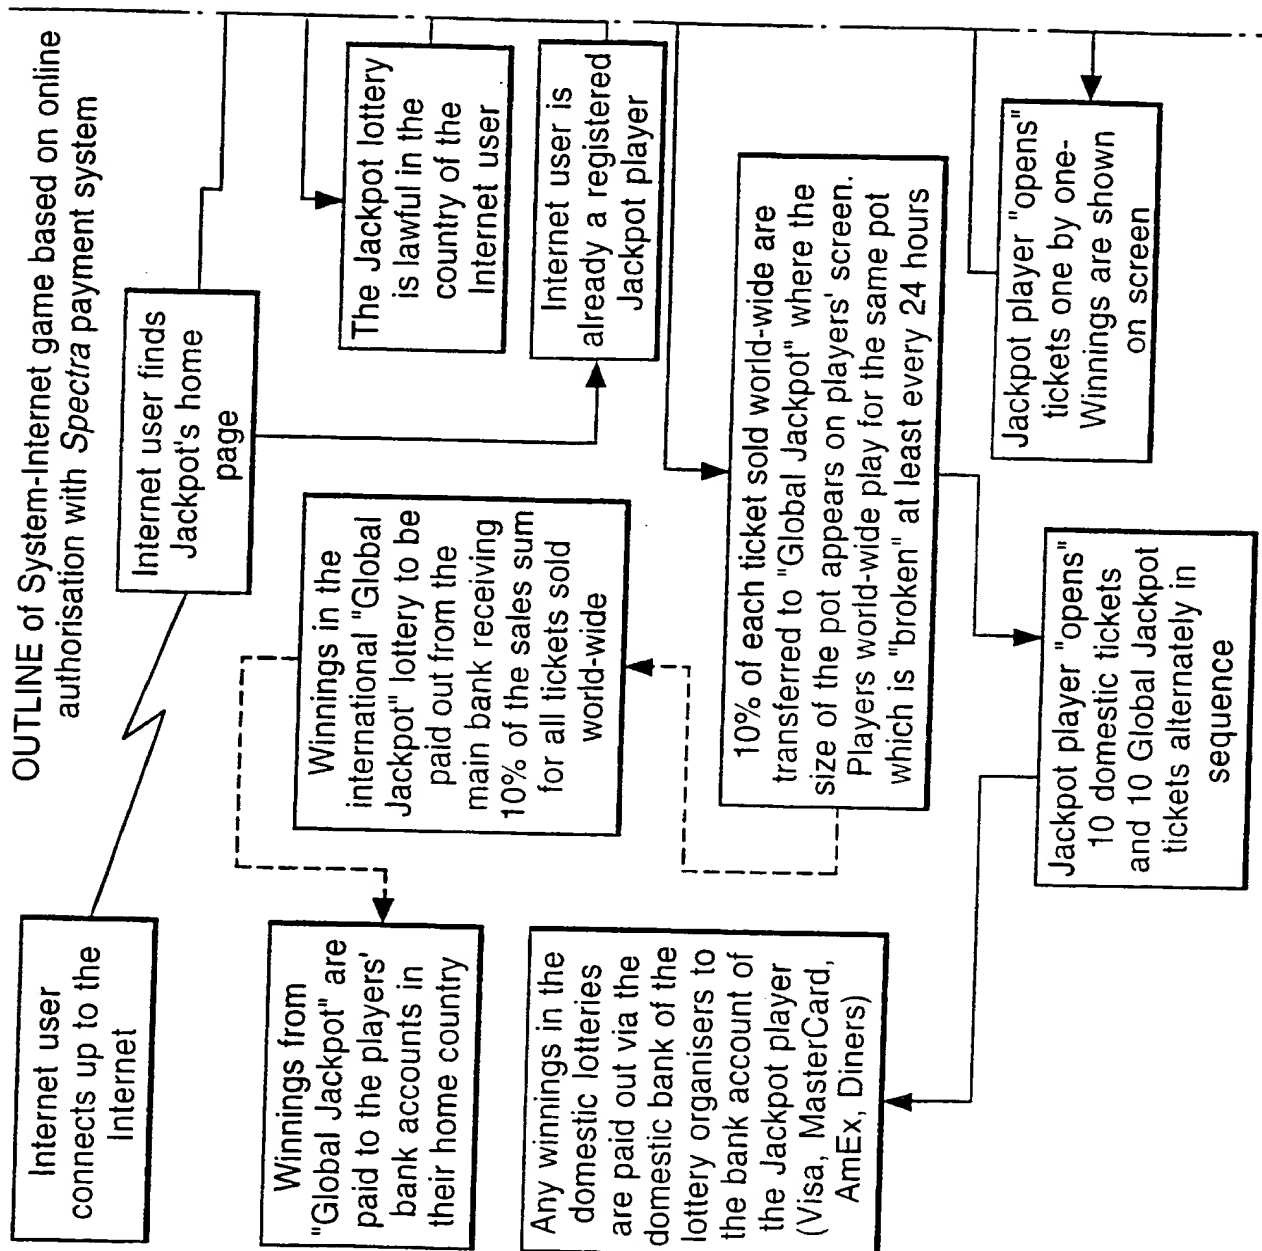 OUTLINE of System-Internet game based on online
authorisation with Spectra payment system
Internet user
connects up to the
Internet
Internet user finds
Jackpot's home
page
Winnings from
"Global Jackpot" are
paid to the players'
bank accounts in
their home country
Winnings in the
international "Global
Jackpot" lottery to be
paid out from the
main bank receiving
10% of the sales sum
for all tickets sold
world-wide
The Jackpot lottery
is lawful in the
country of the
Internet user
Internet user is
already a registered
Jackpot player
Any winnings in the
domestic lotteries
are paid out via the
domestic bank of the
lottery organisers to
the bank account of
the Jackpot player
(Visa, MasterCard,
AmEx, Diners)
10% of each ticket sold world-wide are
transferred to "Global Jackpot" where the
size of the pot appears on players' screen.
Players world-wide play for the same pot
which is "broken" at least every 24 hours
Jackpot player "opens"
10 domestic tickets
and 10 Global Jackpot
tickets alternately in
sequence
Jackpot player "opens"
tickets one by one-
Winnings are shown
on screen